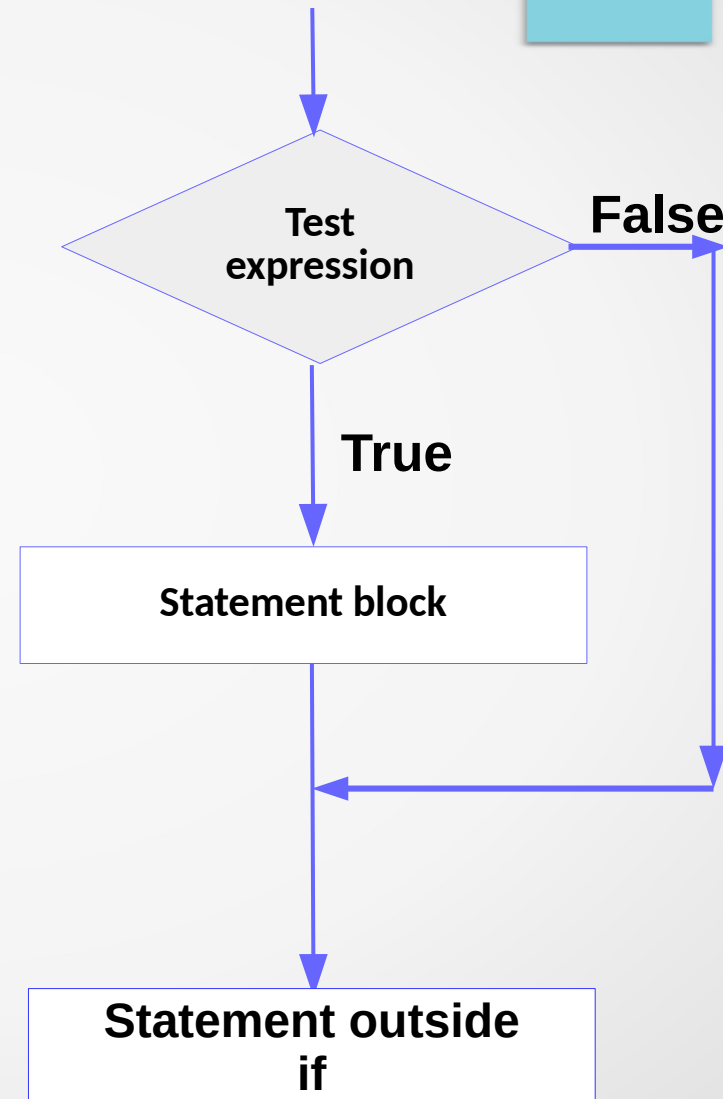 Test
expression
False
True
Statement block
Statement outside
if